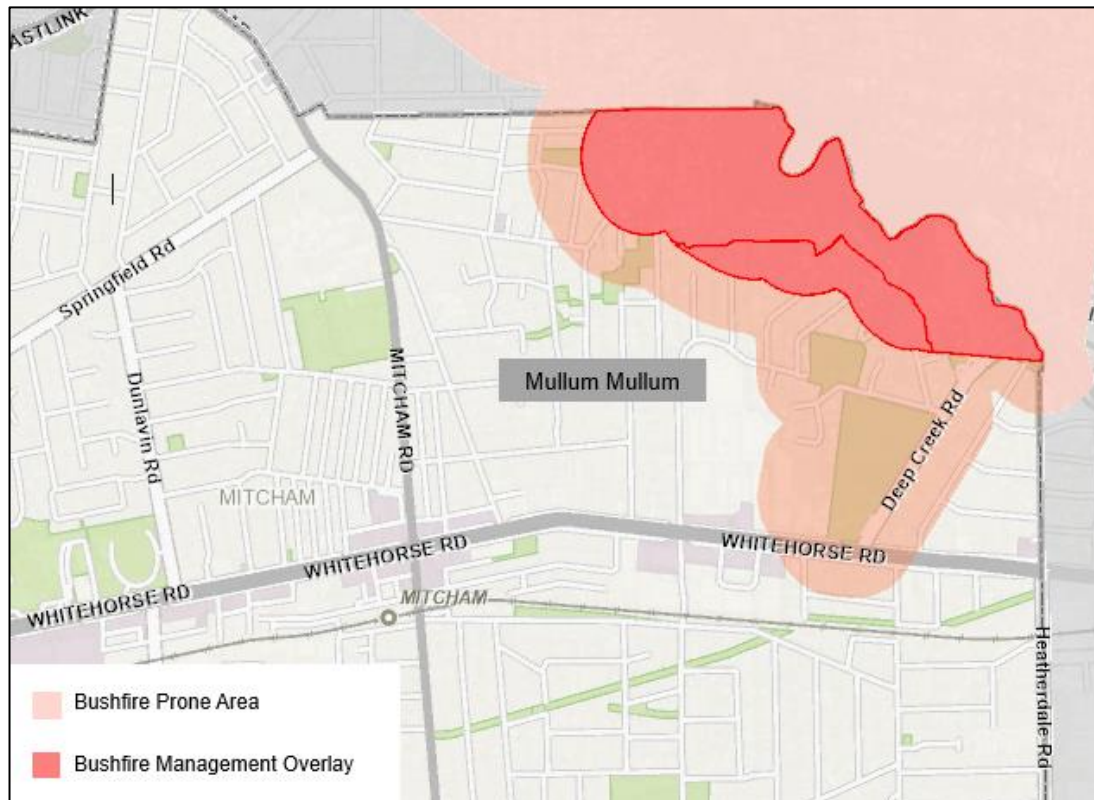 ASTLINK
Springfield Rd
Dunlavin Rd
MITCHAM RD
Mullum Mullum
Deep Creek Rd
MITCHAM
WHITEHORSE RD
WHITEHORSE RD
WHITEHORSE RD
MITCHAM
Heatherdale Rd
Bushfire Prone Area
Bushfire Management Overlay